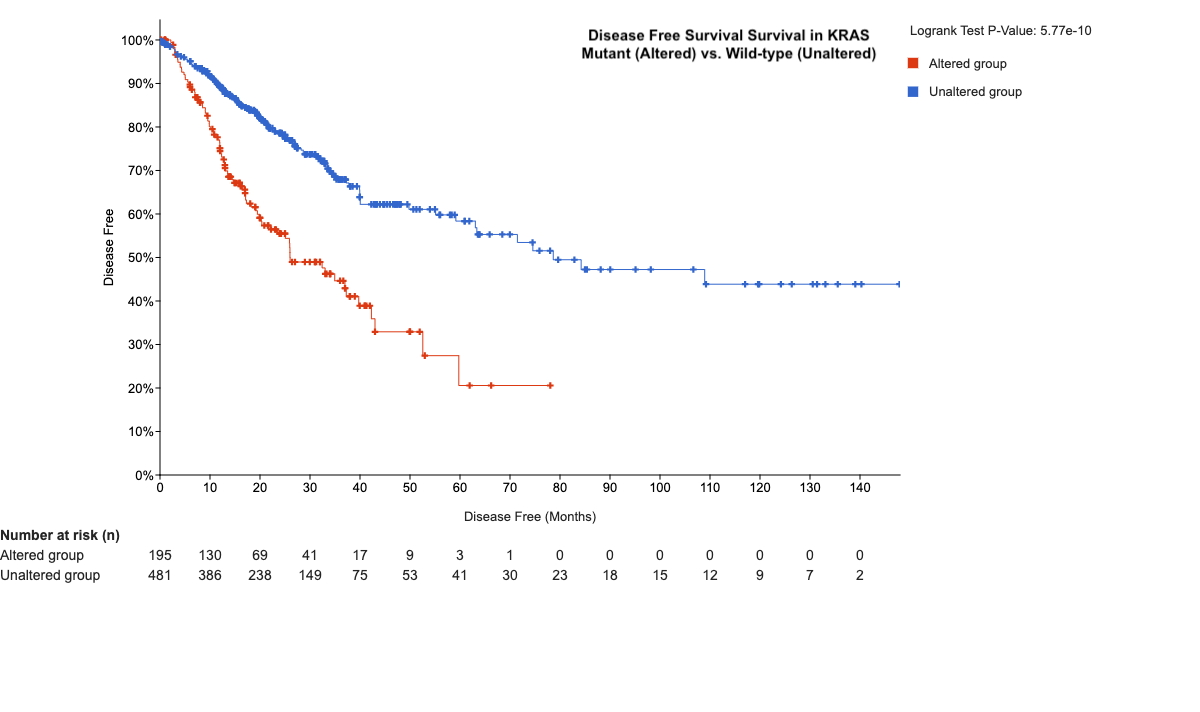 Disease Free Survival Survival in KRAS
Mutant (Altered) vs. Wild-type (Unaltered)
Logrank Test P-Value: 5.77e-10
Altered group
Unaltered group
100%
90%
80%
70%
60%
50%
40%
30%
20%
10%
0%
Disease Free
0 10 20 30 40 50 60 70 80 90 100 110 120 130 140
Disease Free (Months)
Number at risk (n)
Altered group 195 130 69 41 17 9 3 1 0 0 0 0 0 0 0
Unaltered group 481 386 238 149 75 53 41 30 23 18 15 12 9 7 2